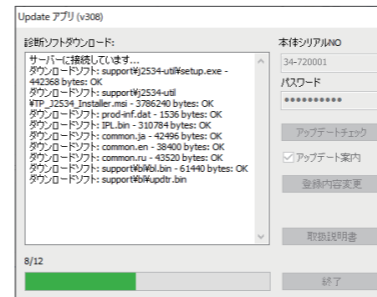 Update アプリ (v308)
診断ソフトダウンロード:
サーバーに接続しています...
ダウンロードソフト: support¥j2534-util¥setup.exe -
442368 bytes: OK
ダウンロードソフト: support¥j2534-util
¥TP_J2534_Installer.msi - 3786240 bytes: OK
ダウンロードソフト: prod-inf.dat - 1536 bytes: OK
ダウンロードソフト: IPL.bin - 310784 bytes: OK
ダウンロードソフト: common.ja - 42496 bytes: OK
ダウンロードソフト: common.en - 38400 bytes: OK
ダウンロードソフト: common.ru - 43520 bytes: OK
ダウンロードソフト: support¥bl¥bl.bin - 61440 bytes: OK
ダウンロードソフト: support¥bl¥updtr.bin
8/12
本体シリアルNO
34-720001
パスワード
●●●●●●●●●●
アップデートチェック
アップデート案内
登録内容変更
取扱説明書
終了